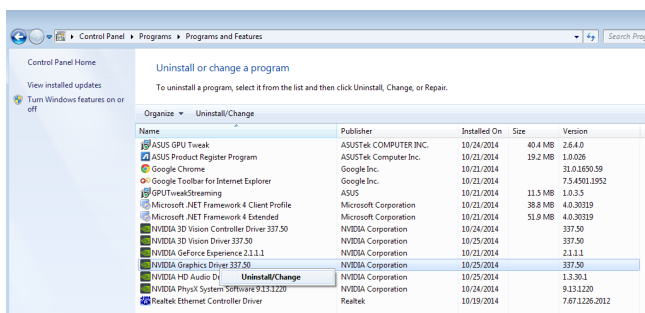 Control Panel ▸ Programs ▸ Programs and Features
Search Prog
Control Panel Home
View installed updates
Turn Windows features on or
off
Uninstall or change a program
To uninstall a program, select it from the list and then click Uninstall, Change, or Repair.
Organize Uninstall/Change
Name Publisher Installed On Size Version
ASUS GPU Tweak ASUSTek COMPUTER INC. 10/24/2014 40.4 MB 2.6.4.0
ASUS Product Register Program ASUSTek Computer Inc. 10/21/2014 19.2 MB 1.0.026
Google Chrome Google Inc. 10/21/2014 31.0.1650.59
Google Toolbar for Internet Explorer Google Inc. 10/21/2014 7.5.4501.1952
GPUTweakStreaming ASUS 10/21/2014 11.5 MB 1.0.3.5
Microsoft .NET Framework 4 Client Profile Microsoft Corporation 10/21/2014 38.8 MB 4.0.30319
Microsoft .NET Framework 4 Extended Microsoft Corporation 10/21/2014 51.9 MB 4.0.30319
NVIDIA 3D Vision Controller Driver 337.50 NVIDIA Corporation 10/24/2014 337.50
NVIDIA 3D Vision Driver 337.50 NVIDIA Corporation 10/25/2014 337.50
NVIDIA GeForce Experience 2.1.1.1 NVIDIA Corporation 10/24/2014 2.1.1.1
NVIDIA Graphics Driver 337.50 NVIDIA Corporation 10/25/2014 337.50
NVIDIA HD Audio Dr NVIDIA Corporation 10/25/2014 1.3.30.1
Uninstall/Change
NVIDIA PhysX System Software 9.13.1220 NVIDIA Corporation 10/24/2014 9.13.1220
Realtek Ethernet Controller Driver Realtek 10/19/2014 7.67.1226.2012